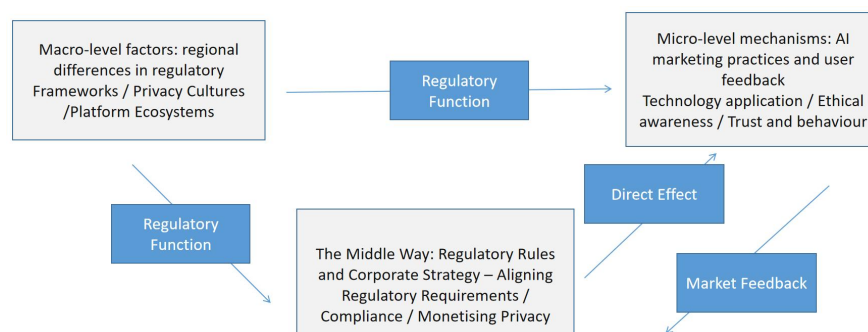 Macro-level factors: regional
differences in regulatory
Frameworks / Privacy Cultures
/Platform Ecosystems
Regulatory
Function
Micro-level mechanisms: AI
marketing practices and user
feedback
Technology application / Ethical
awareness / Trust and behaviour
Regulatory
Function
Direct Effect
The Middle Way: Regulatory Rules
and Corporate Strategy – Aligning
Regulatory Requirements /
Compliance / Monetising Privacy
Market Feedback